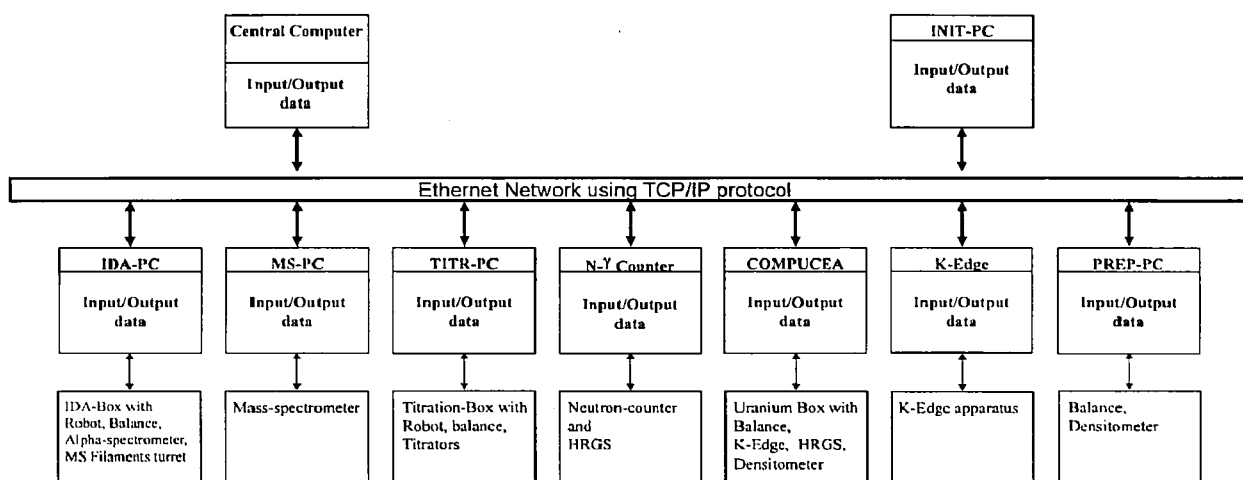 Central Computer
Input/Output
data
INIT-PC
Input/Output
data
Ethernet Network using TCP/IP protocol
IDA-PC
Input/Output
data
MS-PC
Input/Output
data
TITR-PC
Input/Output
data
N-γ Counter
Input/Output
data
COMPUCEA
Input/Output
data
K-Edge
Input/Output
data
PREP-PC
Input/Output
data
IDA-Box with
Robot, Balance,
Alpha-spectrometer,
MS Filaments turret
Mass-spectrometer
Titration-Box with
Robot, balance,
Titrators
Neutron-counter
and
HRGS
Uranium Box with
Balance,
K-Edge, HRGS,
Densitometer
K-Edge apparatus
Balance,
Densitometer